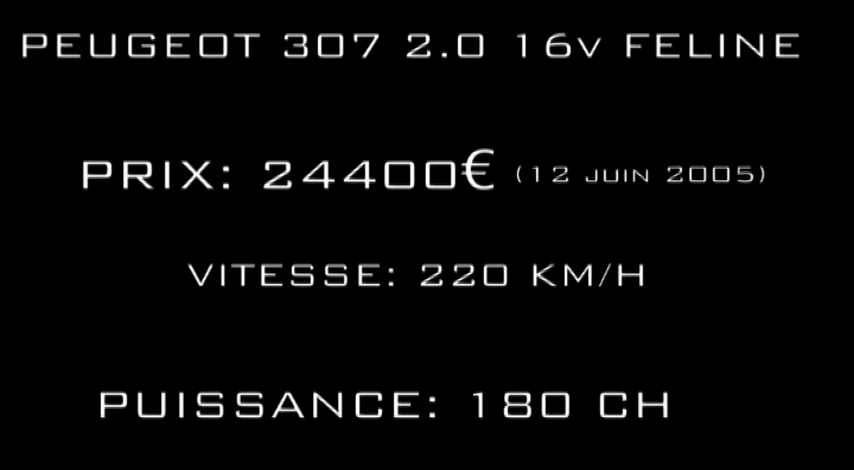 PEUGEOT 307 2.0 16v FELINE
PRIX: 24400€ (12 JUIN 2005)
VITESSE: 220 KM/H
PUISSANCE: 180 CH